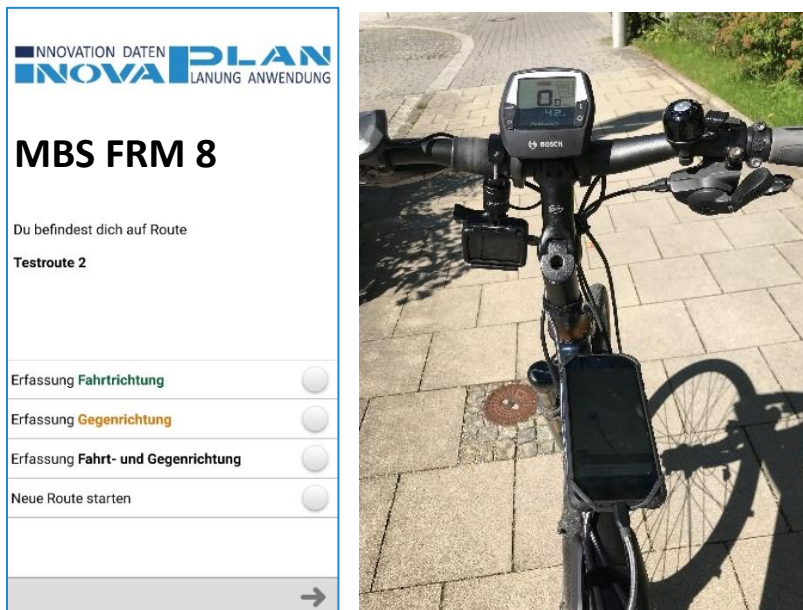 INNOVATION DATEN PLAN
INOVA LANUNG ANWENDUNG
MBS FRM 8
Du befindest dich auf Route
Testroute 2
Erfassung Fahrtrichtung
Erfassung Gegenrichtung
Erfassung Fahrt- und Gegenrichtung
Neue Route starten
BOSCH